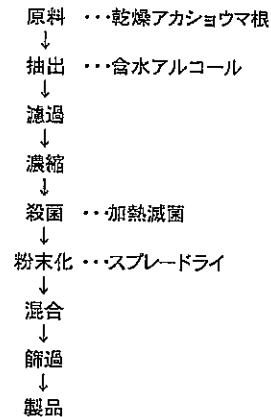 原料 ・・・乾燥アカショウマ根
↓
抽出 ・・・含水アルコール
↓
濾過
↓
濃縮
↓
殺菌 ・・・加熱滅菌
↓
粉末化 ・・・スプレードライ
↓
混合
↓
篩過
↓
製品